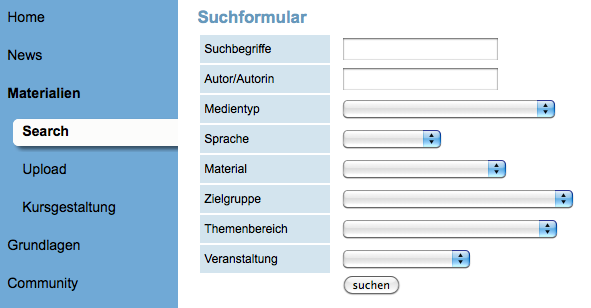 Home
News
Materialien
Search
Upload
Kursgestaltung
Grundlagen
Community
Suchformular
Suchbegriffe
Autor/Autorin
Medientyp
Sprache
Material
Zielgruppe
Themenbereich
Veranstaltung
suchen